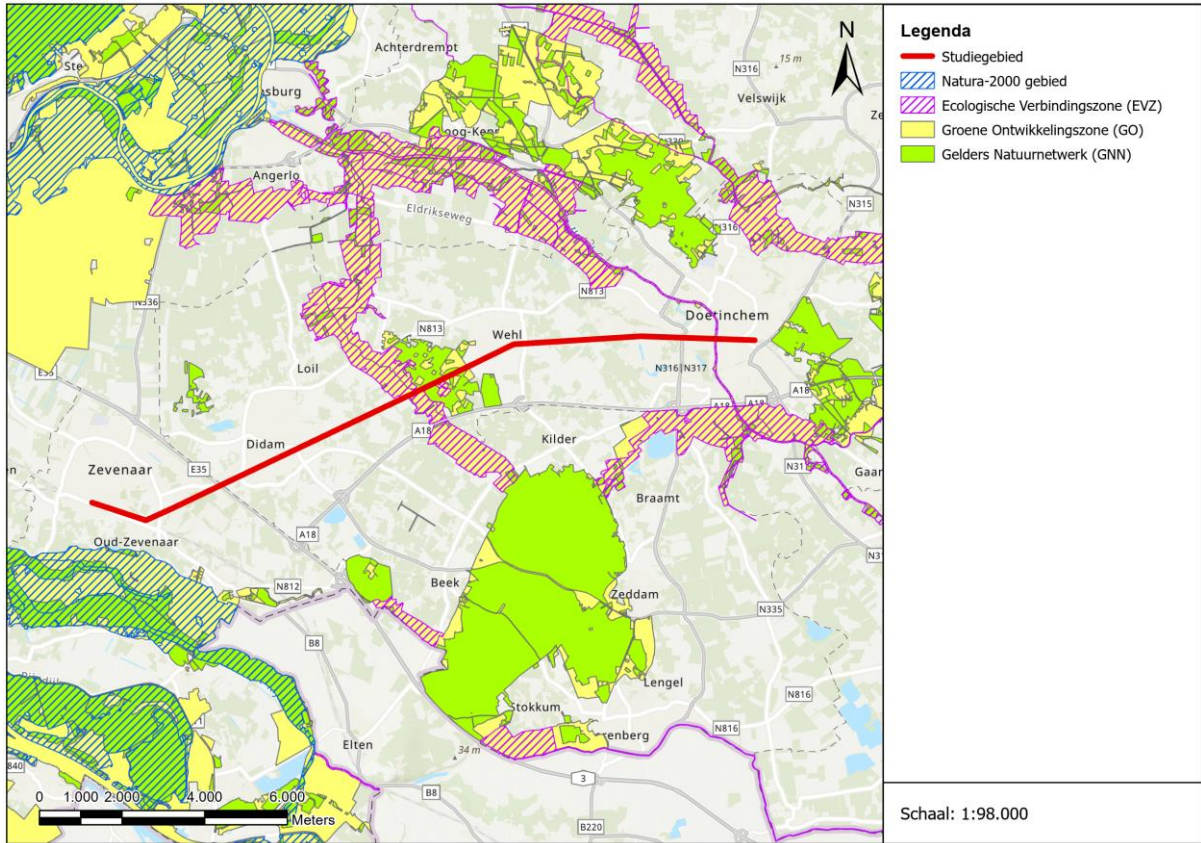 Achterdrempt
N
15 m
N316
Velswijk
Angerlo
Eldrikseweg
N315
N316
N336
N813
Doetinchem
N813
Wehl
Loil
N316 N317
A18
A18
A18
A18
Kilder
Didam
Zevenaar
E35
Braamt
A18
Oud-Zevenaar
Beek
N812
Zeddam
N335
B8
Lengel
N816
Stokkum
N816
Elten
34 m
3
B8
B220
0 1.000 2.000 4.000 6.000
Meters
Legenda
Studiegebied
Natura-2000 gebied
Ecologische Verbindingszone (EVZ)
Groene Ontwikkelingszone (GO)
Gelders Natuurnetwerk (GNN)
Schaal: 1:98.000